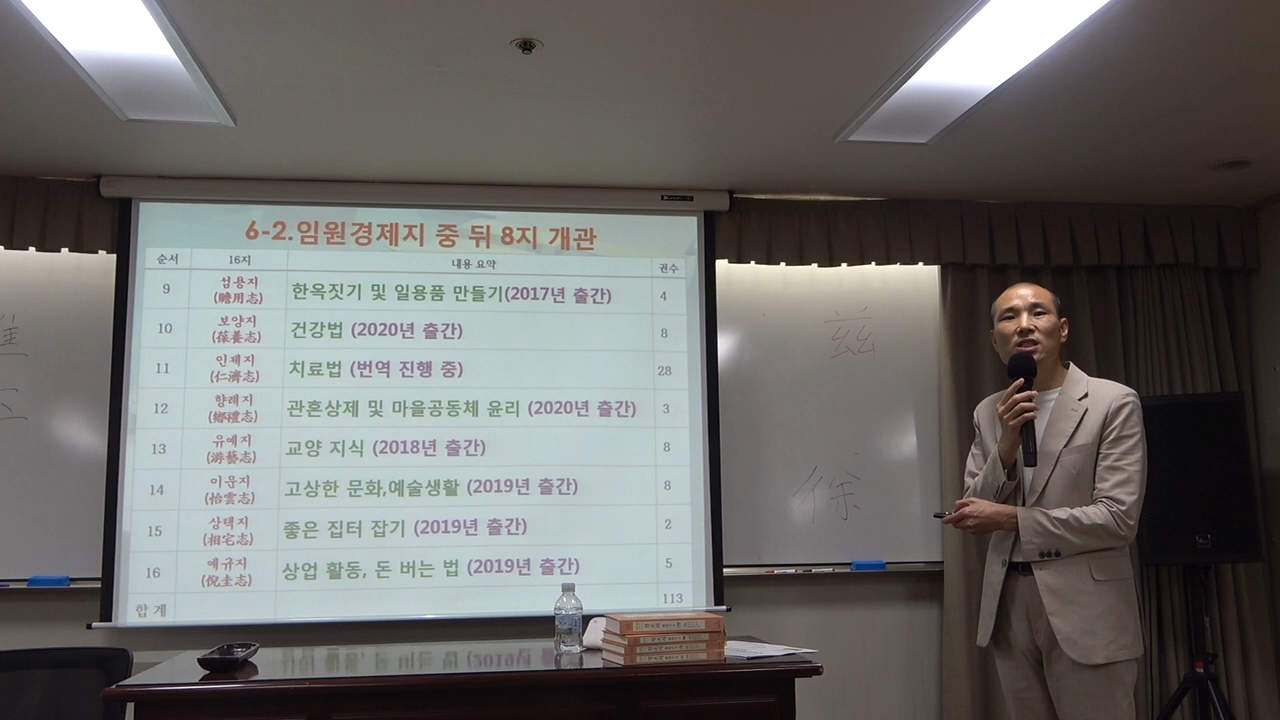 6-2.임원경제지 중 뒤 8지 개관
순서 16지 내용 요약 권수
9 섬용지 (贍用志) 한옥짓기 및 일용품 만들기(2017년 출간) 4
10 보양지 (葆養志) 건강법 (2020년 출간) 8
11 인제지 (仁濟志) 치료법 (번역 진행 중) 28
12 향례지 (鄕禮志) 관혼상제 및 마을공동체 윤리 (2020년 출간) 3
13 유예지 (游藝志) 교양 지식 (2018년 출간) 8
14 이운지 (怡雲志) 고상한 문화,예술생활 (2019년 출간) 8
15 상택지 (相宅志) 좋은 집터 잡기 (2019년 출간) 2
16 예규지 (倪圭志) 상업 활동, 돈 버는 법 (2019년 출간) 5
합계 113
玆
徐